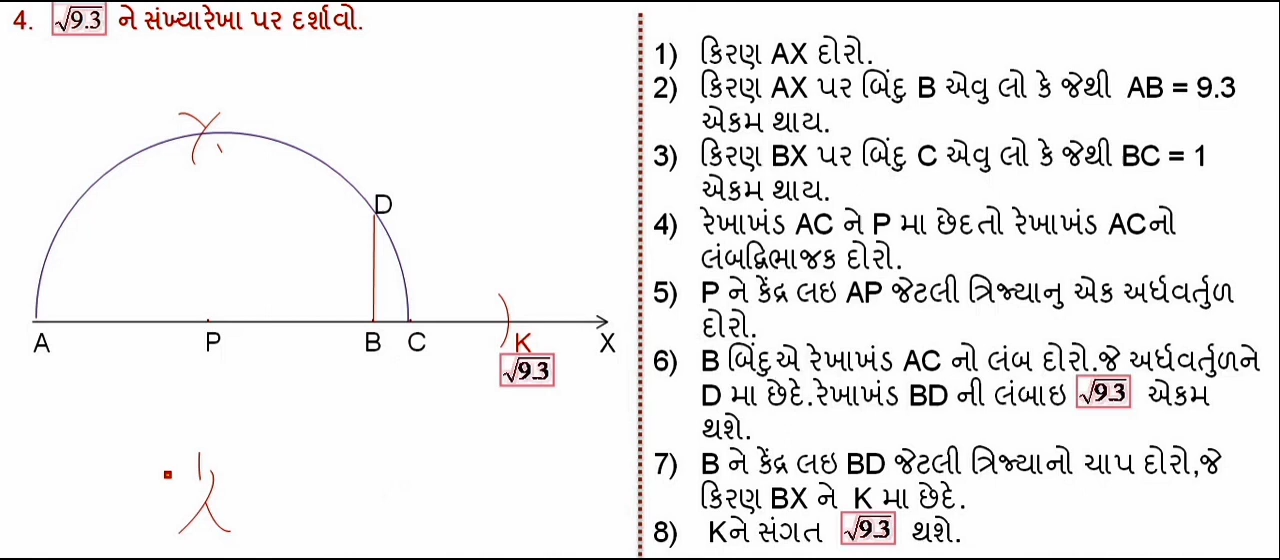 4. √9.3 ને સંખ્યારેખા પર દર્શાવો.
D
A P B C K X
√9.3
1) કિરણ AX દોરો.
2) કિરણ AX પર બિંદુ B એવુ લો કે જેથી AB = 9.3
એકમ થાય.
3) કિરણ BX પર બિંદુ C એવુ લો કે જેથી BC = 1
એકમ થાય.
4) રેખાખંડ AC ને P મા છેદતો રેખાખંડ ACનો
લંબદ્વિભાજક દોરો.
5) P ને કેંદ્ર લઇ AP જેટલી ત્રિજ્યાનુ એક અર્ધવર્તુળ
દોરો.
6) B બિંદુએ રેખાખંડ AC નો લંબ દોરો.જે અર્ધવર્તુળને
D મા છેદે.રેખાખંડ BD ની લંબાઇ √9.3 એકમ
થશે.
7) B ને કેંદ્ર લઇ BD જેટલી ત્રિજ્યાનો ચાપ દોરો,જે
કિરણ BX ને K મા છેદે.
8) Kને સંગત √9.3 થશે.